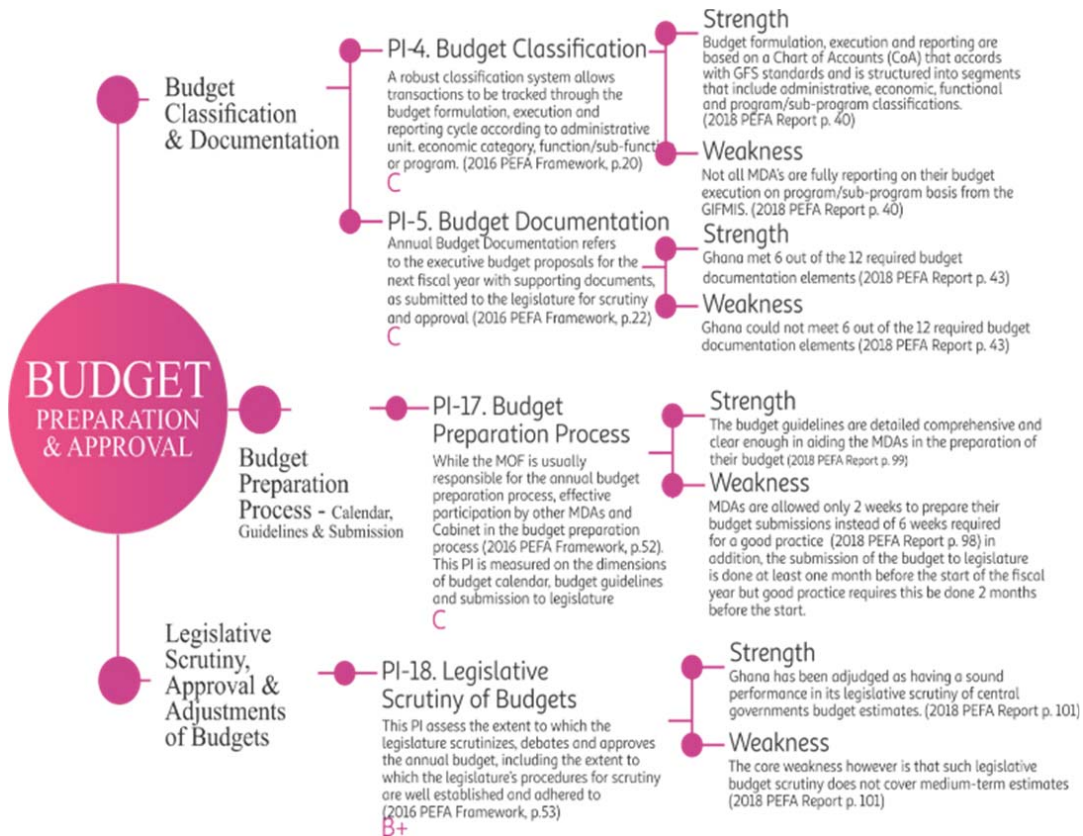 BUDGET
PREPARATION
& APPROVAL
Budget
Classification
& Documentation
PI-4. Budget Classification
A robust classification system allows
transactions to be tracked through the
budget formulation, execution and
reporting cycle according to administrative
unit. economic category, function/sub-functi
or program. (2016 PEFA Framework, p.20)
C
Strength
Budget formulation, execution and reporting are
based on a Chart of Accounts (CoA) that accords
with GFS standards and is structured into segments
that include administrative, economic, functional
and program/sub-program classifications.
(2018 PEFA Report p. 40)
Weakness
Not all MDA's are fully reporting on their budget
execution on program/sub-program basis from the
GIFMIS. (2018 PEFA Report p. 40)
PI-5. Budget Documentation
Annual Budget Documentation refers
to the executive budget proposals for the
next fiscal year with supporting documents,
as submitted to the legislature for scrutiny
and approval (2016 PEFA Framework, p.22)
C
Strength
Ghana met 6 out of the 12 required budget
documentation elements (2018 PEFA Report p. 43)
Weakness
Ghana could not meet 6 out of the 12 required budget
documentation elements (2018 PEFA Report p. 43)
Budget
Preparation
Process - Calendar,
Guidelines & Submission
PI-17. Budget
Preparation Process
While the MOF is usually
responsible for the annual budget
preparation process, effective
participation by other MDAs and
Cabinet in the budget preparation
process (2016 PEFA Framework, p.52).
This PI is measured on the dimensions
of budget calendar, budget guidelines
and submission to legislature
C
Strength
The budget guidelines are detailed comprehensive and
clear enough in aiding the MDAs in the preparation of
their budget (2018 PEFA Report p. 99)
Weakness
MDAs are allowed only 2 weeks to prepare their
budget submissions instead of 6 weeks required
for a good practice (2018 PEFA Report p. 98) in
addition, the submission of the budget to legislature
is done at least one month before the start of the fiscal
year but good practice requires this be done 2 months
before the start.
Legislative
Scrutiny,
Approval &
Adjustments
of Budgets
PI-18. Legislative
Scrutiny of Budgets
This PI assess the extent to which the
legislature scrutinizes, debates and approves
the annual budget, including the extent to
which the legislature's procedures for scrutiny
are well established and adhered to
(2016 PEFA Framework, p.53)
B+
Strength
Ghana has been adjudged as having a sound
performance in its legislative scrutiny of central
governments budget estimates. (2018 PEFA Report p. 101)
Weakness
The core weakness however is that such legislative
budget scrutiny does not cover medium-term estimates
(2018 PEFA Report p. 101)